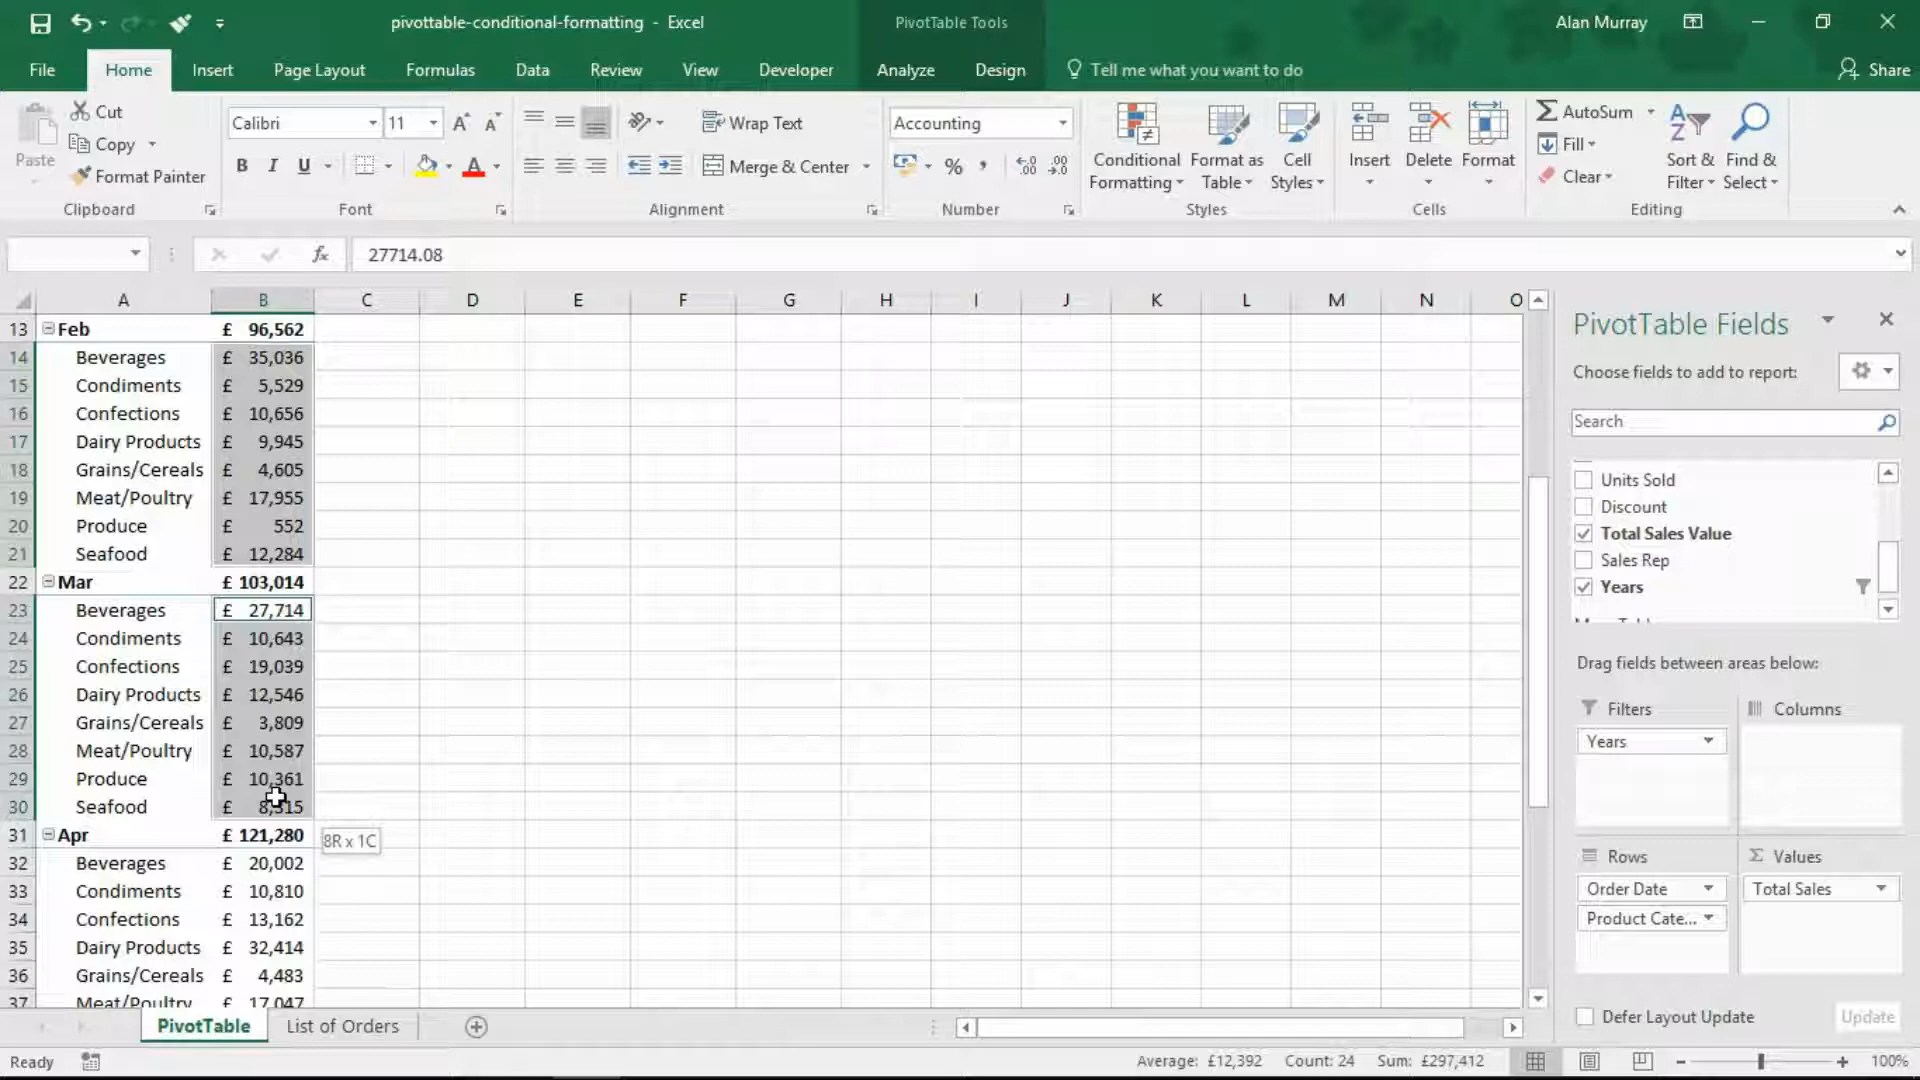 pivottable-conditional-formatting - Excel
PivotTable Tools
Alan Murray
File Home Insert Page Layout Formulas Data Review View Developer Analyze Design Tell me what you want to do Share
Paste
Cut
Copy
Format Painter
Clipboard
Calibri 11
B I U
Font
Wrap Text
Merge & Center
Alignment
Accounting
%
Number
Conditional Formatting
Format as Table
Cell Styles
Styles
Insert
Delete
Format
Cells
AutoSum
Fill
Clear
Sort & Filter
Find & Select
Editing
fx 27714.08
A B C D E F G H I J K L M N O
13 Feb £ 96,562
14 Beverages £ 35,036
15 Condiments £ 5,529
16 Confections £ 10,656
17 Dairy Products £ 9,945
18 Grains/Cereals £ 4,605
19 Meat/Poultry £ 17,955
20 Produce £ 552
21 Seafood £ 12,284
22 Mar £ 103,014
23 Beverages £ 27,714
24 Condiments £ 10,643
25 Confections £ 19,039
26 Dairy Products £ 12,546
27 Grains/Cereals £ 3,809
28 Meat/Poultry £ 10,587
29 Produce £ 10,361
30 Seafood £
31 Apr £ 121,280
8R x 1C
32 Beverages £ 20,002
33 Condiments £ 10,810
34 Confections £ 13,162
35 Dairy Products £ 32,414
36 Grains/Cereals £ 4,483
37 Meat/Poultry £ 17,047
PivotTable Fields
Choose fields to add to report:
Search
Units Sold
Discount
Total Sales Value
Sales Rep
Years
Drag fields between areas below:
Filters
Years
Columns
Rows
Order Date
Product Cate...
Σ Values
Total Sales
Defer Layout Update
Update
PivotTable List of Orders
Ready
Average: £12,392 Count: 24 Sum: £297,412
100%